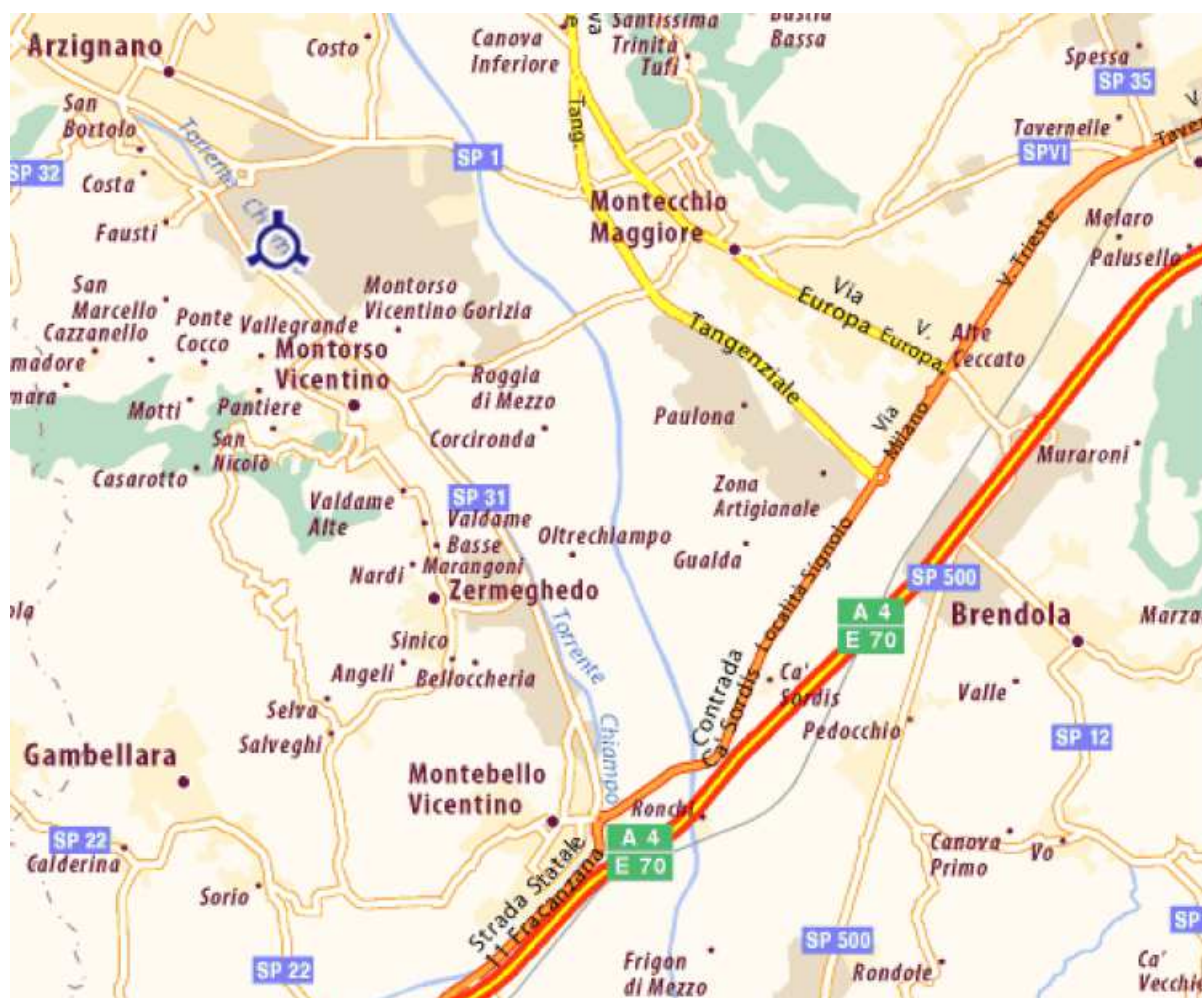 Arzignano
Costo
Canova
Inferiore
Santissima
Trinità
Tufi
Bastia
Bassa
Spessa
SP 35
San
Bortolo
Torrente
Tang.
Tavernelle
SPVI
SP 1
SP 32
Costa
Fausti
Montecchio
Maggiore
V. Trieste
Melaro
Palusello
San
Marcello
Cazzanello
Ponte
Cocco
Vallegrande
Montorso
Vicentino Gorizia
Via
Europa
V.
Europa
Alte
Ceccato
Tangenziale
Montorso
Vicentino
Roggia
di Mezzo
Motti
Pantiere
San
Nicolò
Corcironda
Paulona
Via
Milano
Muraroni
Casarotto
Valdame
Alte
SP 31
Valdame
Basse
Marangoni
Zona
Artigianale
Oltrechiampo
Gualda
Località Signolo
Nardi
Zermeghedo
SP 500
A 4
E 70
Brendola
Sinico
Angeli
Belloccheria
Torrente
Chiampo
Contrada
Ca' Sordis
Ca'
Sordis
Valle
Pedocchio
SP 12
Selva
Salveghi
Gambellara
Montebello
Vicentino
Ronchi
A 4
E 70
SP 22
Calderina
Sorio
Strada Statale
11 Fracanzana
Canova
Primo
Vo
SP 22
Frigon
di Mezzo
SP 500
Rondole
SP
Ca'